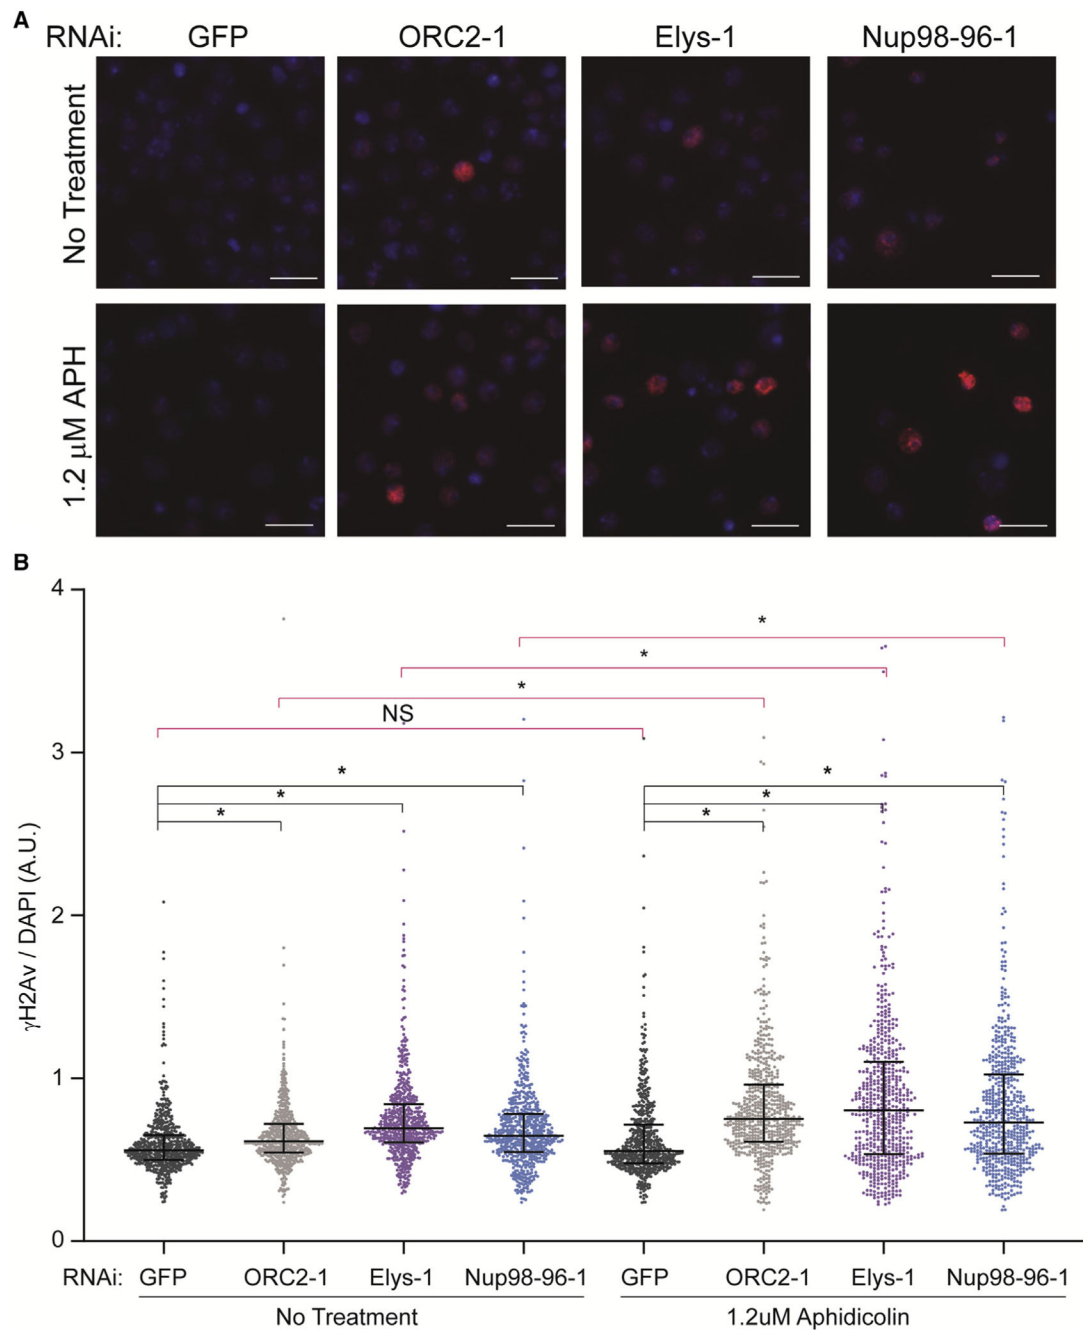 A
RNAi: GFP ORC2-1 Elys-1 Nup98-96-1
No Treatment
1.2 μM APH
B
4
3
2
1
0
γH2Av / DAPI (A.U.)
*
*
*
NS
*
*
*
*
*
*
RNAi: GFP ORC2-1 Elys-1 Nup98-96-1 GFP ORC2-1 Elys-1 Nup98-96-1
No Treatment 1.2uM Aphidicolin